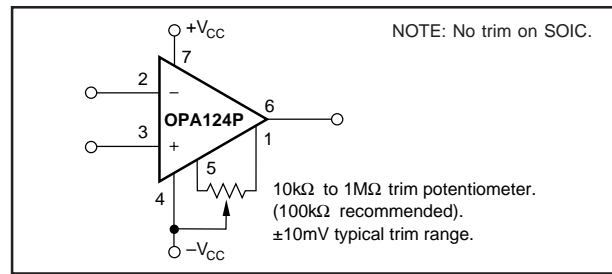 +VCC
NOTE: No trim on SOIC.
7
2
–
6
OPA124P
3
+
1
5
4
10kΩ to 1MΩ trim potentiometer.
(100kΩ recommended).
±10mV typical trim range.
–VCC